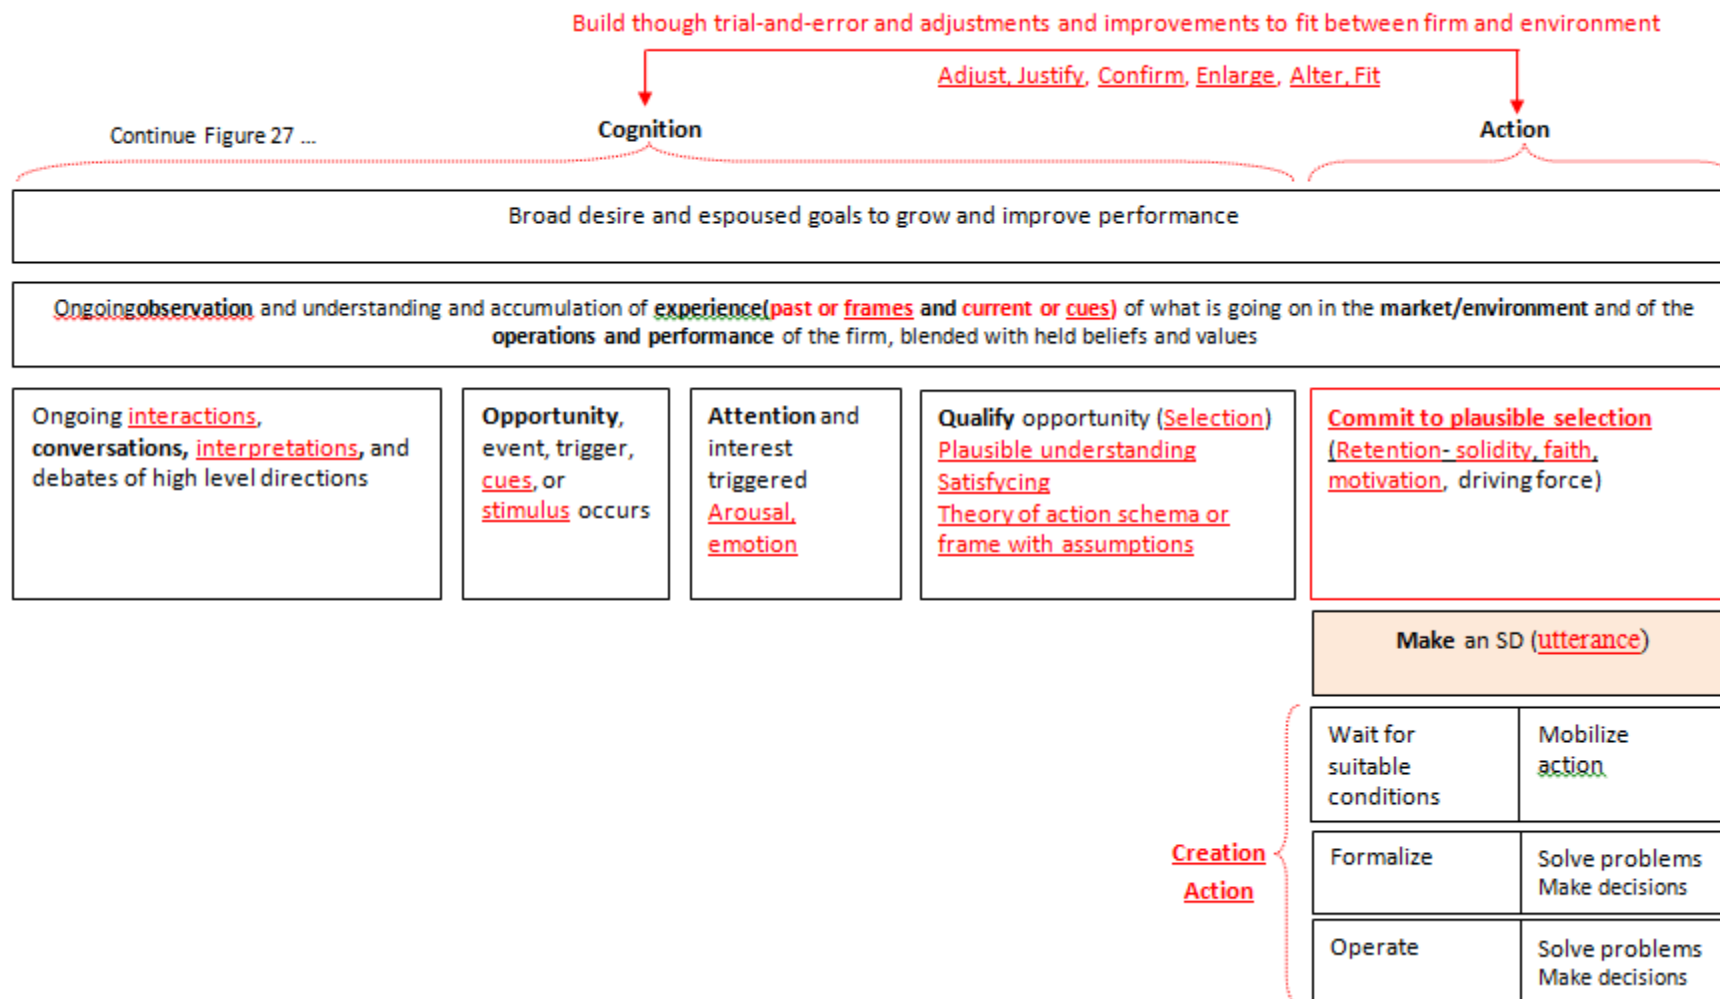 Build though trial-and-error and adjustments and improvements to fit between firm and environment
Adjust, Justify, Confirm, Enlarge, Alter, Fit
Continue Figure 27 ...
Cognition
Action
Broad desire and espoused goals to grow and improve performance
Ongoingobservation and understanding and accumulation of experience(past or frames and current or cues) of what is going on in the market/environment and of the
operations and performance of the firm, blended with held beliefs and values
Ongoing interactions,
conversations, interpretations, and
debates of high level directions
Opportunity,
event, trigger,
cues, or
stimulus occurs
Attention and
interest
triggered
Arousal,
emotion
Qualify opportunity (Selection)
Plausible understanding
Satisfycing
Theory of action schema or
frame with assumptions
Commit to plausible selection
(Retention- solidity, faith,
motivation, driving force)
Make an SD (utterance)
Wait for
suitable
conditions
Mobilize
action
Creation
Action
Formalize
Solve problems
Make decisions
Operate
Solve problems
Make decisions